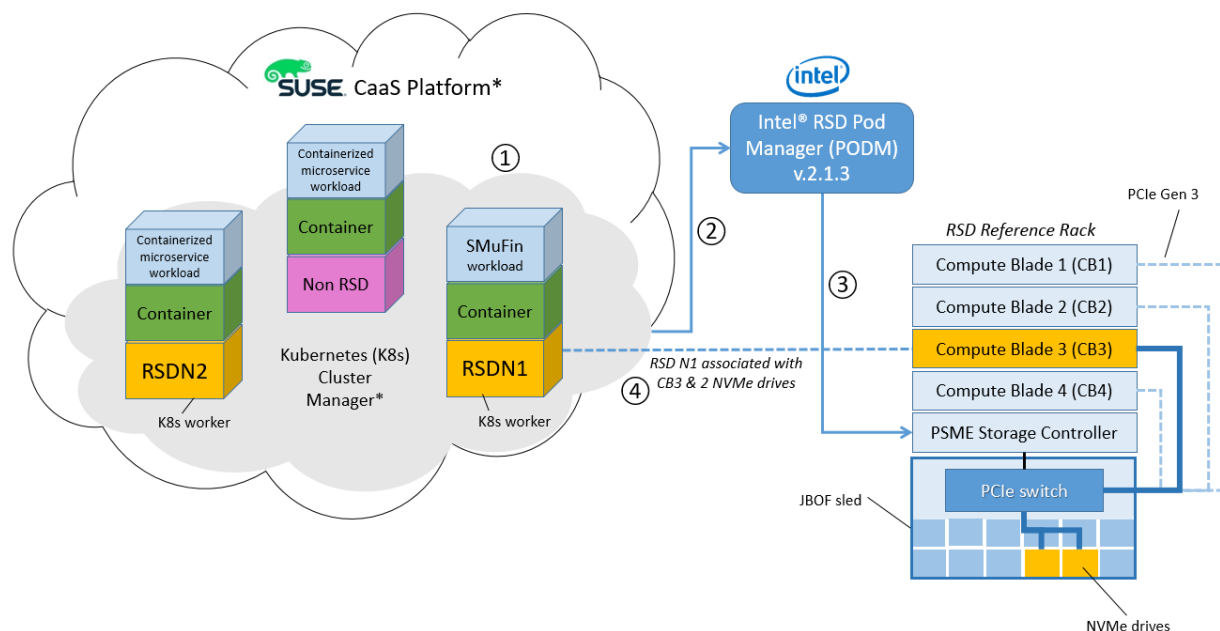 SUSE. CaaS Platform*
intel
Intel® RSD Pod
Manager (PODM)
v.2.1.3
Containerized
microservice
workload
Container
Non RSD
①
Containerized
microservice
workload
Container
RSDN2
K8s worker
SMuFin
workload
Container
RSDN1
K8s worker
Kubernetes (K8s)
Cluster
Manager*
②
③
④
RSD N1 associated with
CB3 & 2 NVMe drives
PCIe Gen 3
RSD Reference Rack
Compute Blade 1 (CB1)
Compute Blade 2 (CB2)
Compute Blade 3 (CB3)
Compute Blade 4 (CB4)
PSME Storage Controller
PCIe switch
JBOF sled
NVMe drives